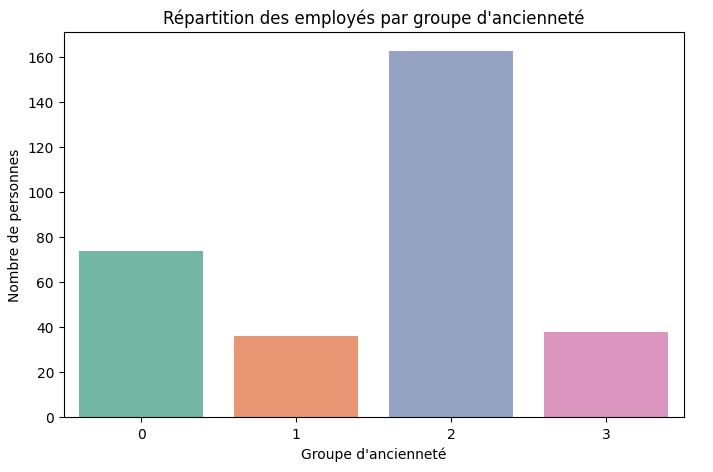 Répartition des employés par groupe d'ancienneté
Nombre de personnes
160
140
120
100
80
60
40
20
0
0 1 2 3
Groupe d'ancienneté